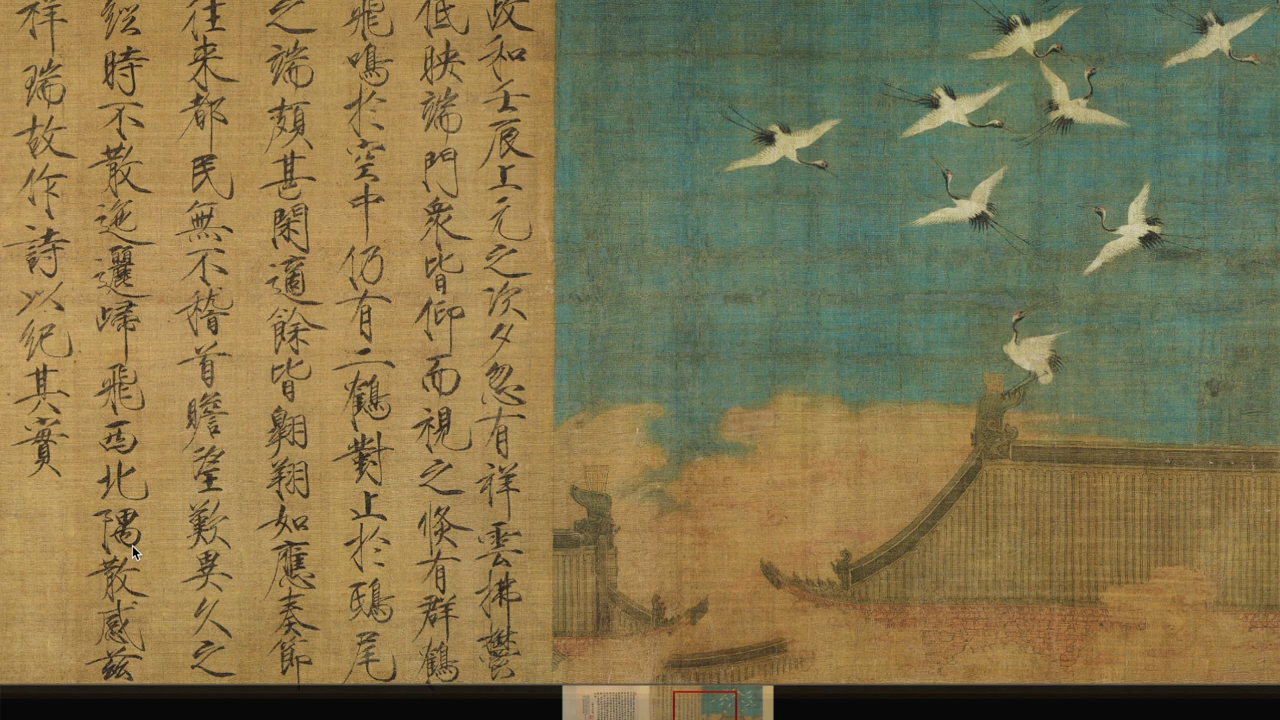 政和壬辰上元之次夕忽有祥雲拂鬱
低映端門衆皆仰而視之倐有群鶴
飛鳴於空中仍有二鶴對止於鴟尾
之端頗甚閑適餘皆翱翔如應奏節
往来都民無不稽首瞻望歎異久之
經時不散迤邐歸飛西北隅散感茲
祥瑞故作詩以紀其實